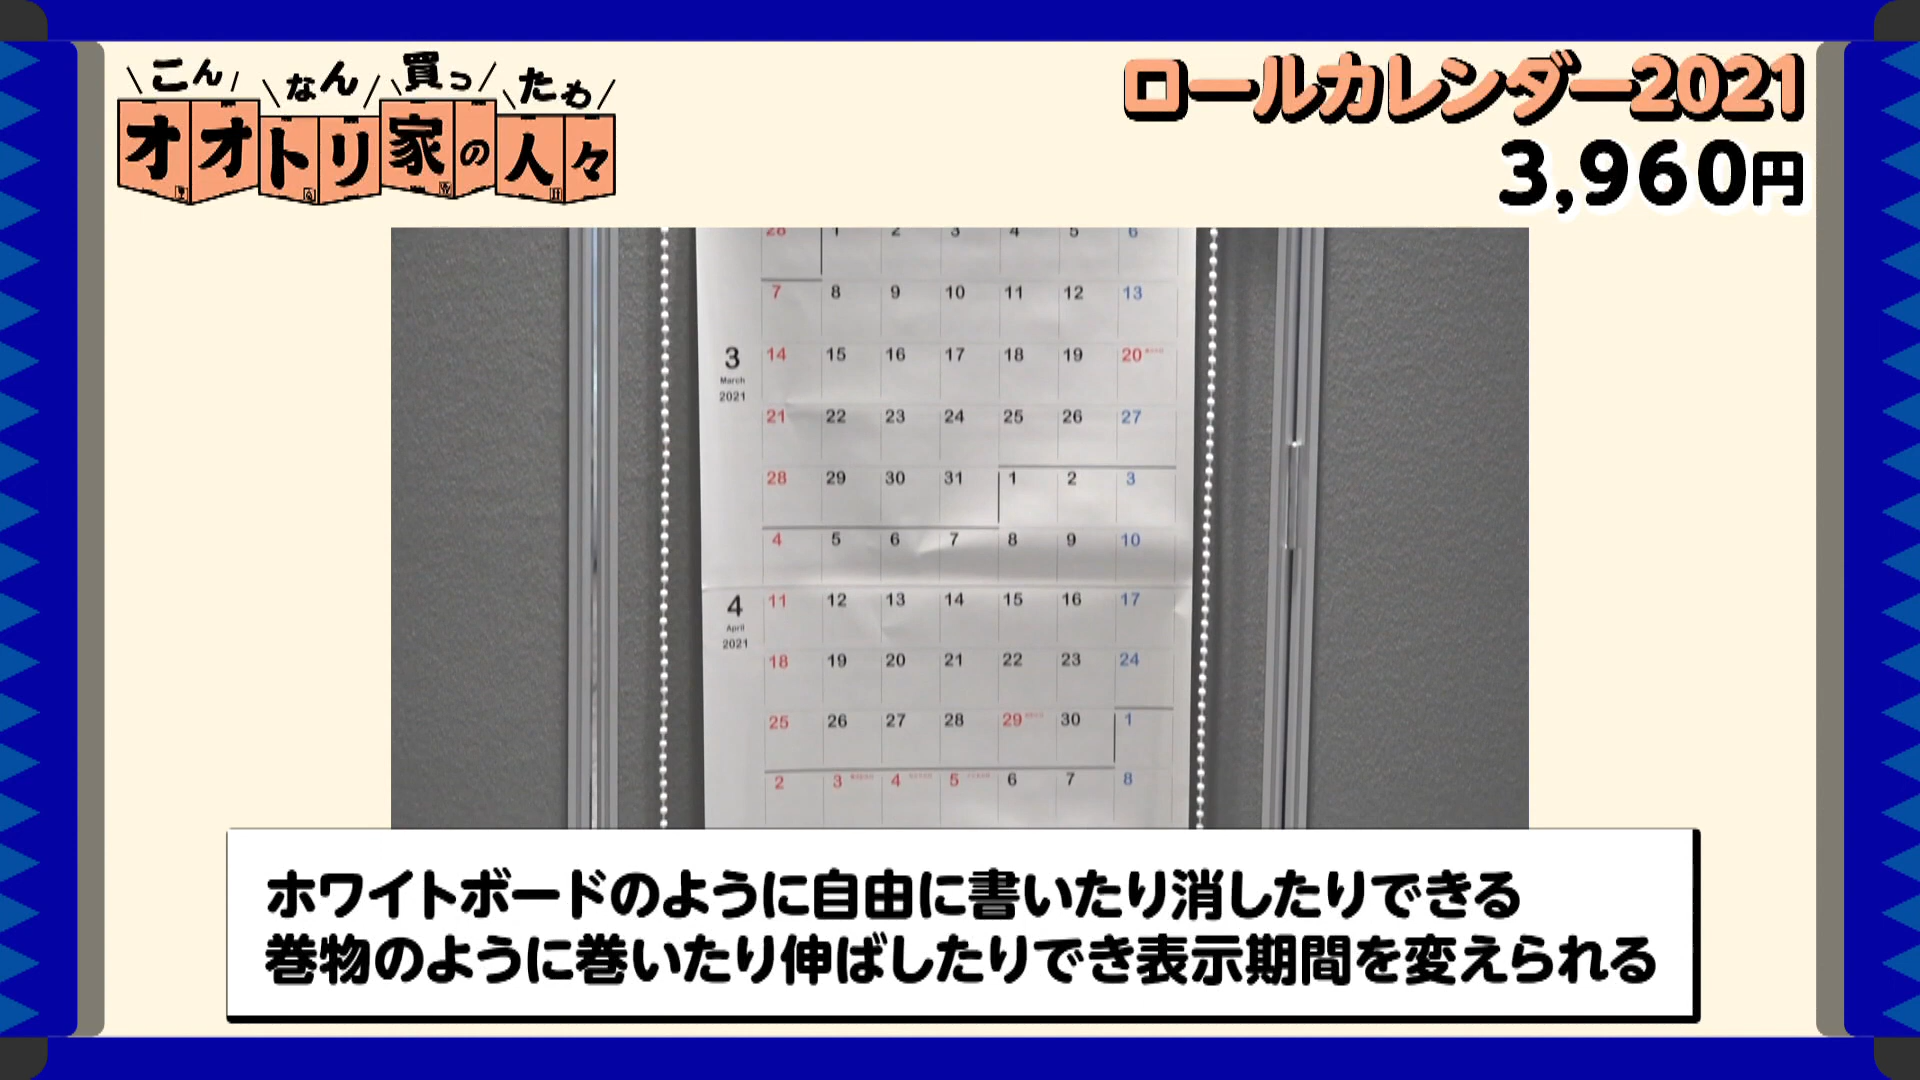 こんなん買ったわ
オオトリ家の人々
ロールカレンダー2021
3,960円
28 1 2 3 4 5 6
7 8 9 10 11 12 13
3
March
2021
14 15 16 17 18 19 20
21 22 23 24 25 26 27
28 29 30 31 1 2 3
4 5 6 7 8 9 10
4
April
2021
11 12 13 14 15 16 17
18 19 20 21 22 23 24
25 26 27 28 29 30 1
2 3 4 5 6 7 8
ホワイトボードのように自由に書いたり消したりできる
巻物のように巻いたり伸ばしたりでき表示期間を変えられる